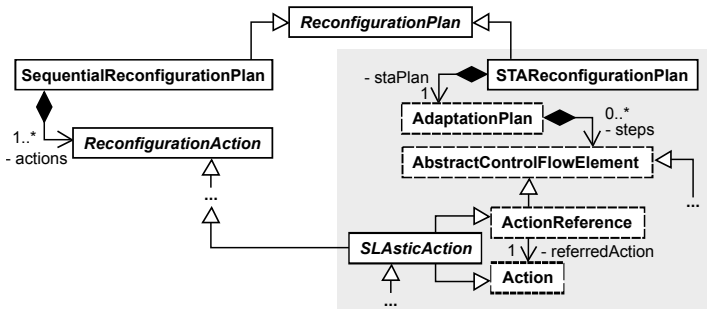 ReconfigurationPlan
SequentialReconfigurationPlan
- staPlan
STAReconfigurationPlan
1
AdaptationPlan
0..*
- steps
1..*
- actions
ReconfigurationAction
AbstractControlFlowElement
...
...
ActionReference
SLAsticAction
1
- referredAction
Action
...